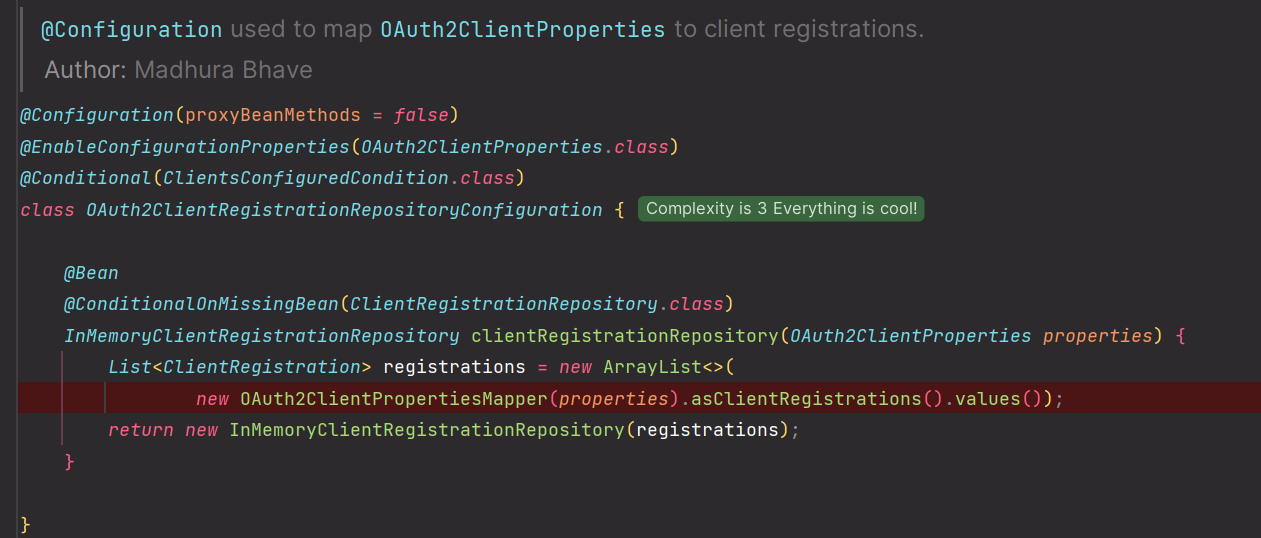 @Configuration used to map OAuth2ClientProperties to client registrations.
Author: Madhura Bhave
@Configuration(proxyBeanMethods = false)
@EnableConfigurationProperties(OAuth2ClientProperties.class)
@Conditional(ClientsConfiguredCondition.class)
class OAuth2ClientRegistrationRepositoryConfiguration { Complexity is 3 Everything is cool!
@Bean
@ConditionalOnMissingBean(ClientRegistrationRepository.class)
InMemoryClientRegistrationRepository clientRegistrationRepository(OAuth2ClientProperties properties) {
List<ClientRegistration> registrations = new ArrayList<>(
new OAuth2ClientPropertiesMapper(properties).asClientRegistrations().values());
return new InMemoryClientRegistrationRepository(registrations);
}
}